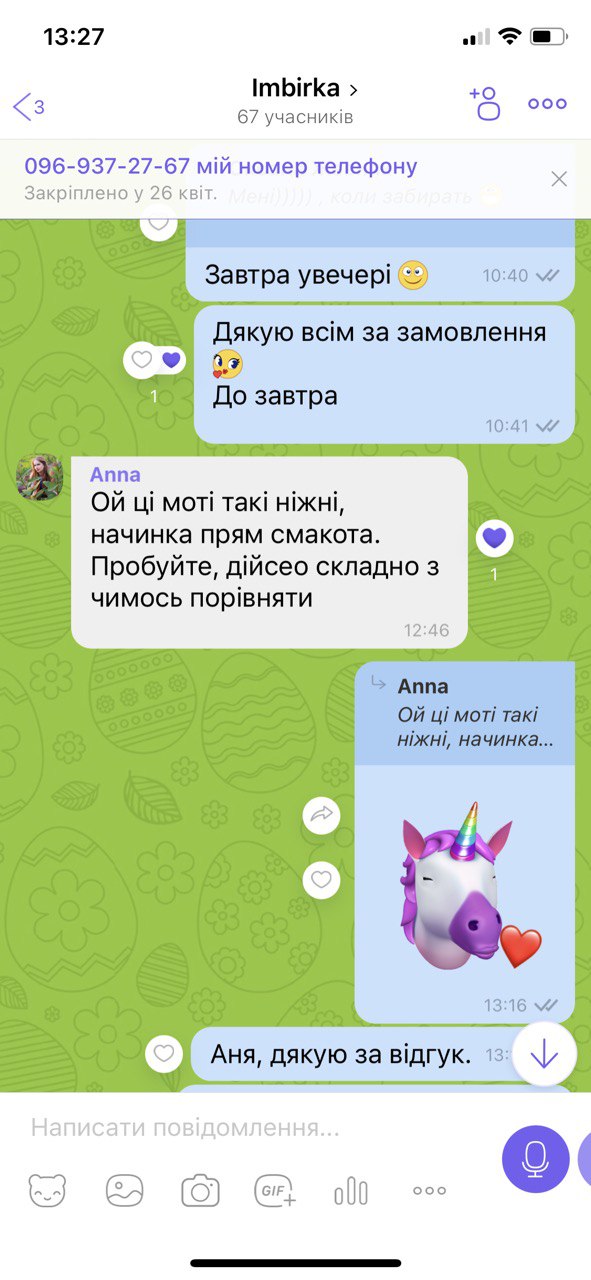 13:27
3
Imbirka >
67 учасників
096-937-27-67 мій номер телефону
Закріплено у 26 квіт.
Мені))))) , коли забирать
Завтра увечері
10:40
Дякую всім за замовлення
До завтра
1
10:41
Anna
Ой ці моті такі ніжні,
начинка прям смакота.
Пробуйте, дійсео складно з
чимось порівняти
1
12:46
Anna
Ой ці моті такі
ніжні, начинка...
13:16
Аня, дякую за відгук.
13:
Написати повідомлення...
GIF